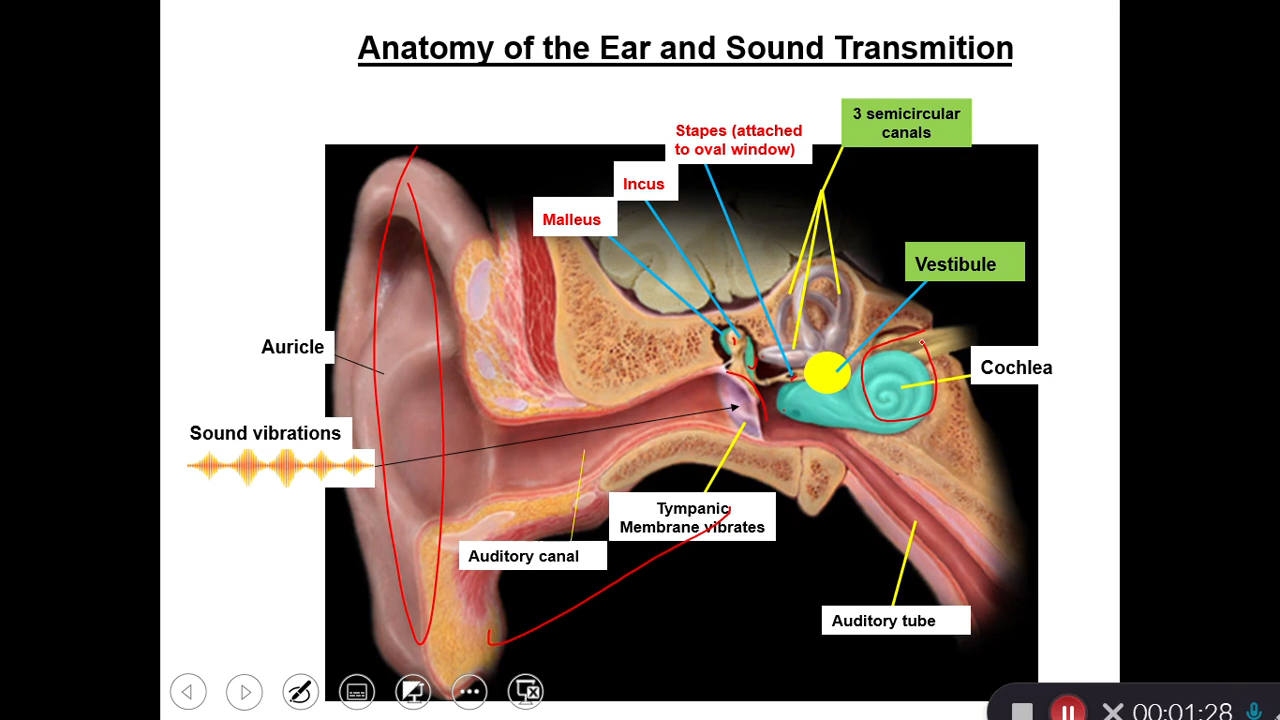 Anatomy of the Ear and Sound Transmition
3 semicircular
canals
Stapes (attached
to oval window)
Incus
Malleus
Vestibule
Auricle
Cochlea
Sound vibrations
Tympanic
Membrane vibrates
Auditory canal
Auditory tube
00:01:28